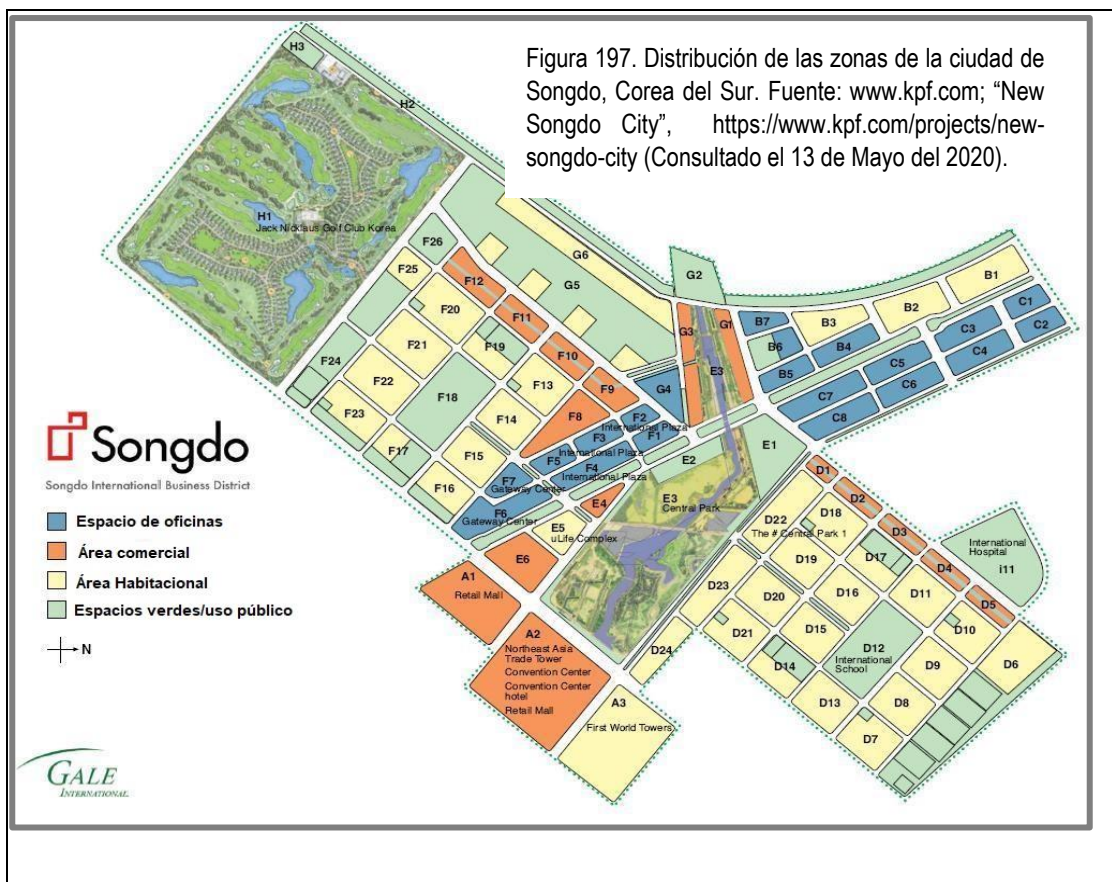 Figura 197. Distribución de las zonas de la ciudad de
Songdo, Corea del Sur. Fuente: www.kpf.com; “New
Songdo City”, https://www.kpf.com/projects/new-
songdo-city (Consultado el 13 de Mayo del 2020).
H3
H2
H1
Jack Nicklaus Golf Club Korea
F26
F25
F12
F20
F11
F21
F19
F10
F24
F22
F13
F9
F18
F23
F14
F8
F17
F15
F16
G6
G5
G2
G3
G1
G4
E3
B7
B6
B5
B4
B3
B2
B1
C1
C2
C3
C4
C5
C6
C7
C8
F2
International Plaza
F1
F3
International Plaza
F5
F4
International Plaza
F7
Gateway Center
F6
Gateway Center
E2
E1
E3
Central Park
E4
E5
uLife Complex
E6
A1
Retail Mall
A2
Northeast Asia
Trade Tower
Convention Center
Convention Center
hotel
Retail Mall
A3
First World Towers
D1
D2
D3
D4
D5
International
Hospital
i11
D22
D18
The # Central Park 1
D17
D19
D23
D16
D11
D20
D10
D21
D15
D12
International
School
D6
D24
D14
D9
D13
D8
D7
Songdo
Songdo International Business District
Espacio de oficinas
Área comercial
Área Habitacional
Espacios verdes/uso público
N
GALE
INTERNATIONAL